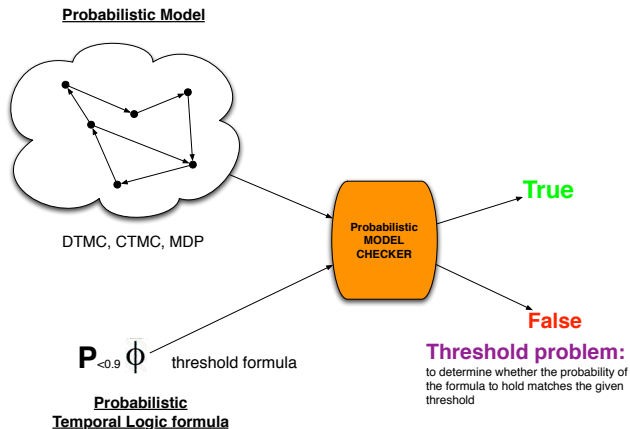 Probabilistic Model
DTMC, CTMC, MDP
Probabilistic
MODEL
CHECKER
True
False
P<0.9 ϕ threshold formula
Probabilistic
Temporal Logic formula
Threshold problem:
to determine whether the probability of
the formula to hold matches the given
threshold